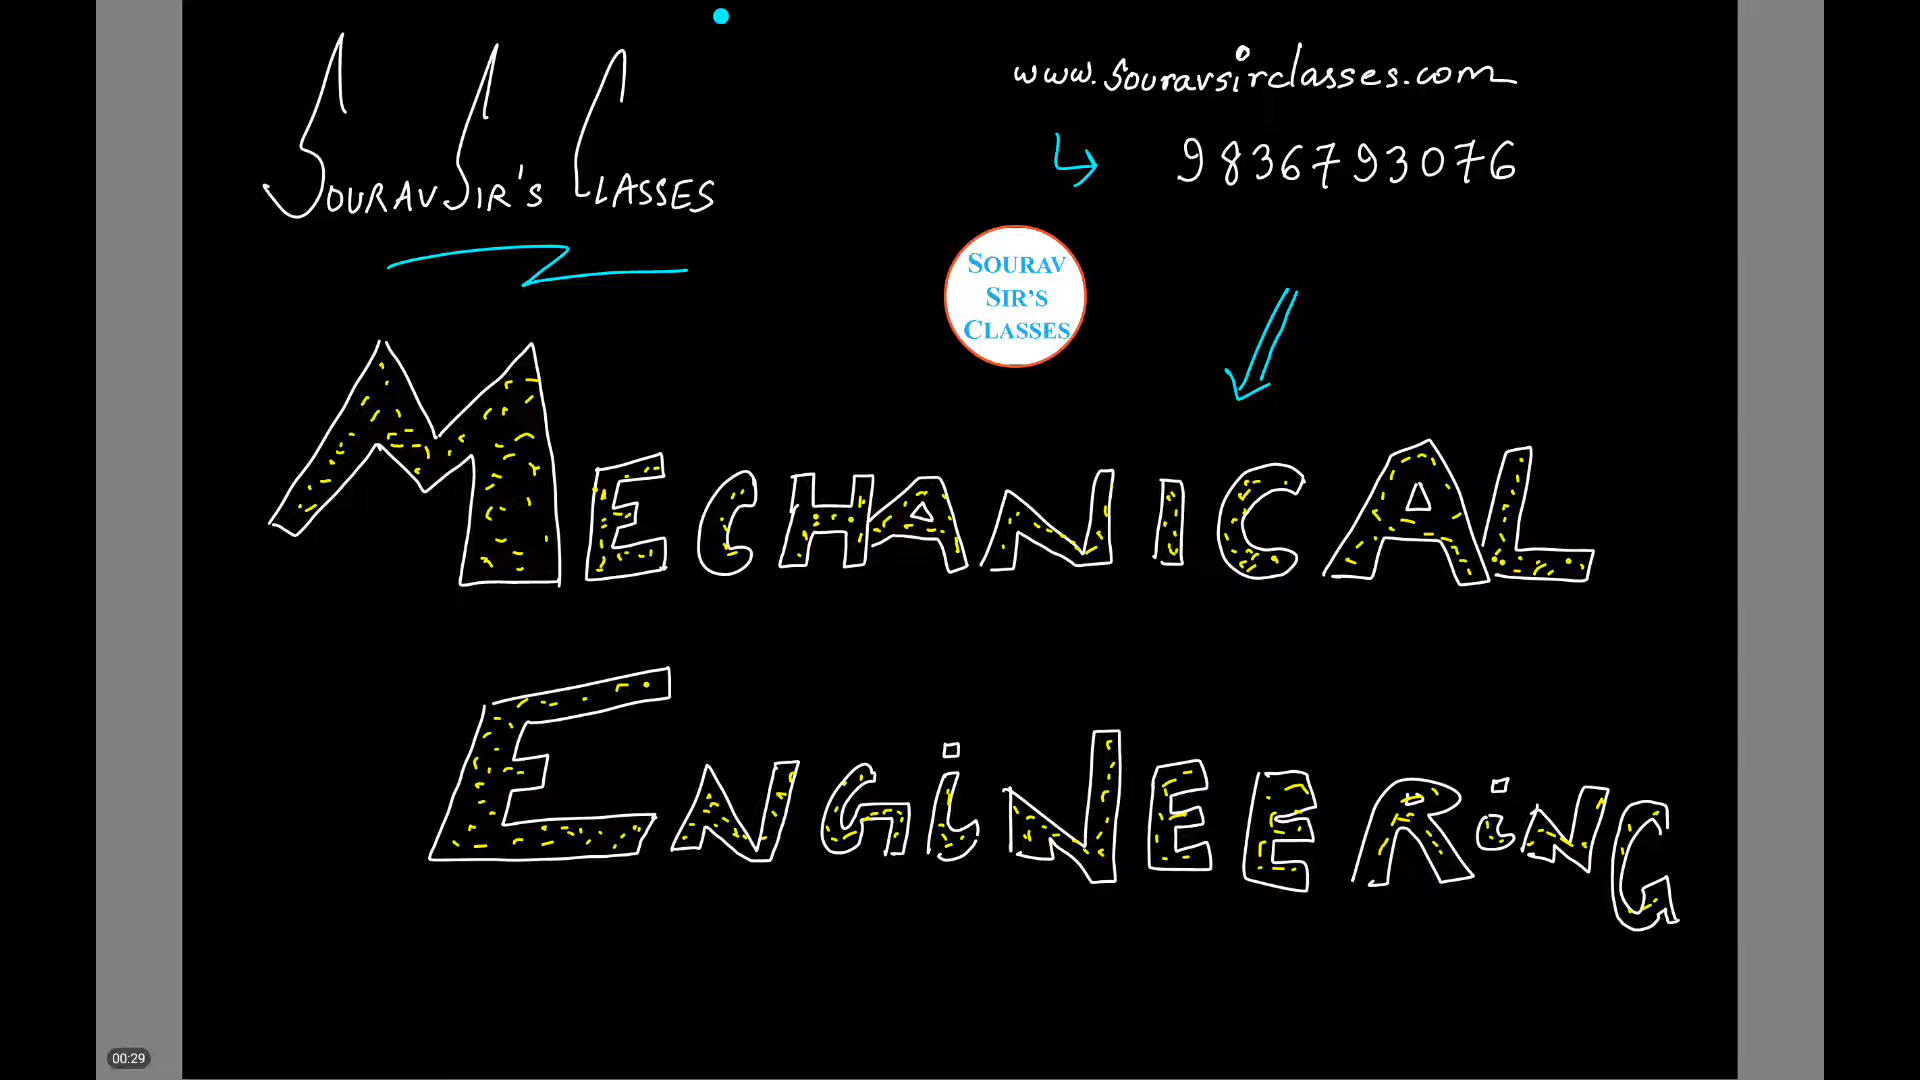 SOURAV SIR'S CLASSES
www.souravsirclasses.com
9836793076
SOURAV
SIR'S
CLASSES
MECHANICAL
ENGiNEERiNG
00:29